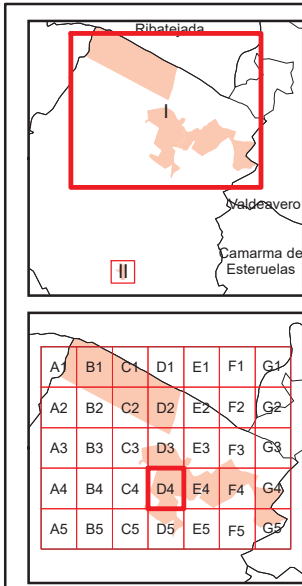 Ribatejada
I
Valdeavero
Camarma de
Esteruelas
II
A1 B1 C1 D1 E1 F1 G1
A2 B2 C2 D2 E2 F2 G2
A3 B3 C3 D3 E3 F3 G3
A4 B4 C4 D4 E4 F4 G4
A5 B5 C5 D5 E5 F5 G5